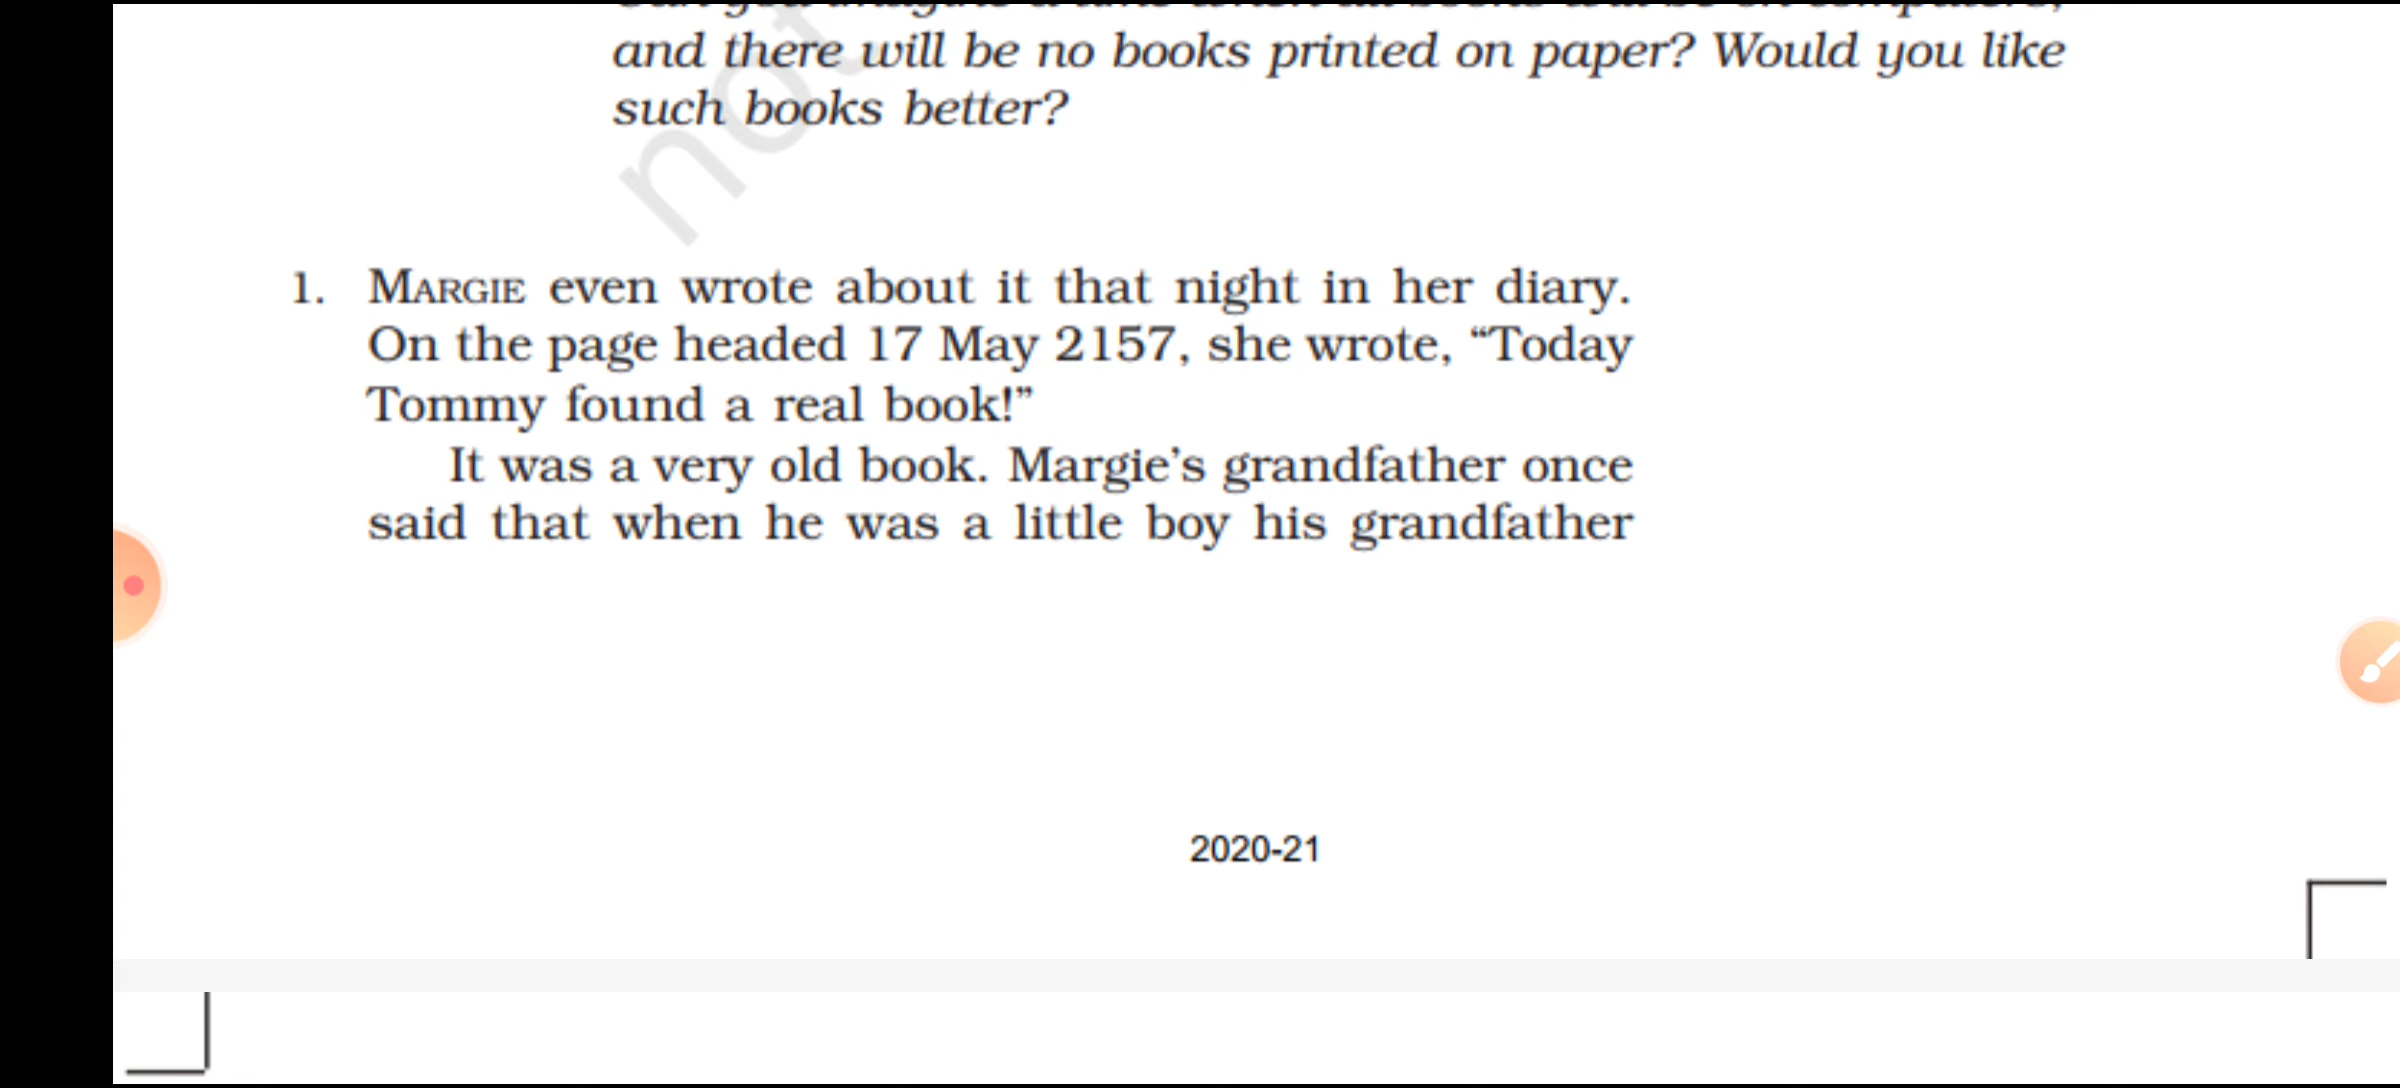 and there will be no books printed on paper? Would you like
such books better?
not
1. MARGIE even wrote about it that night in her diary.
On the page headed 17 May 2157, she wrote, “Today
Tommy found a real book!”
It was a very old book. Margie’s grandfather once
said that when he was a little boy his grandfather
2020-21